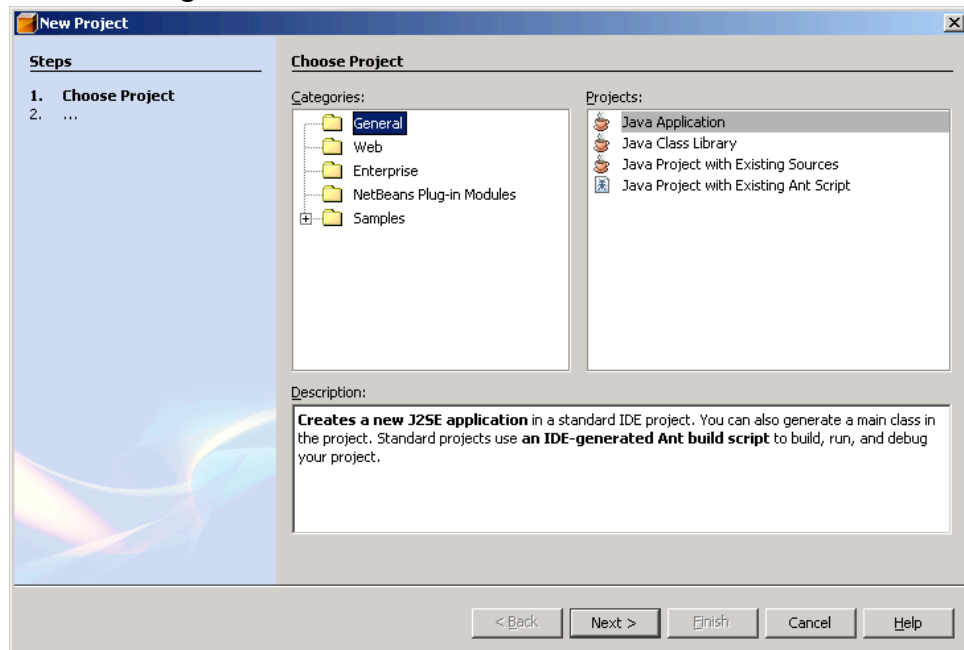 New Project
Steps
1. Choose Project
2. ...
Choose Project
Categories:
General
Web
Enterprise
NetBeans Plug-in Modules
Samples
Projects:
Java Application
Java Class Library
Java Project with Existing Sources
Java Project with Existing Ant Script
Description:
Creates a new J2SE application in a standard IDE project. You can also generate a main class in
the project. Standard projects use an IDE-generated Ant build script to build, run, and debug
your project.
< Back
Next >
Finish
Cancel
Help